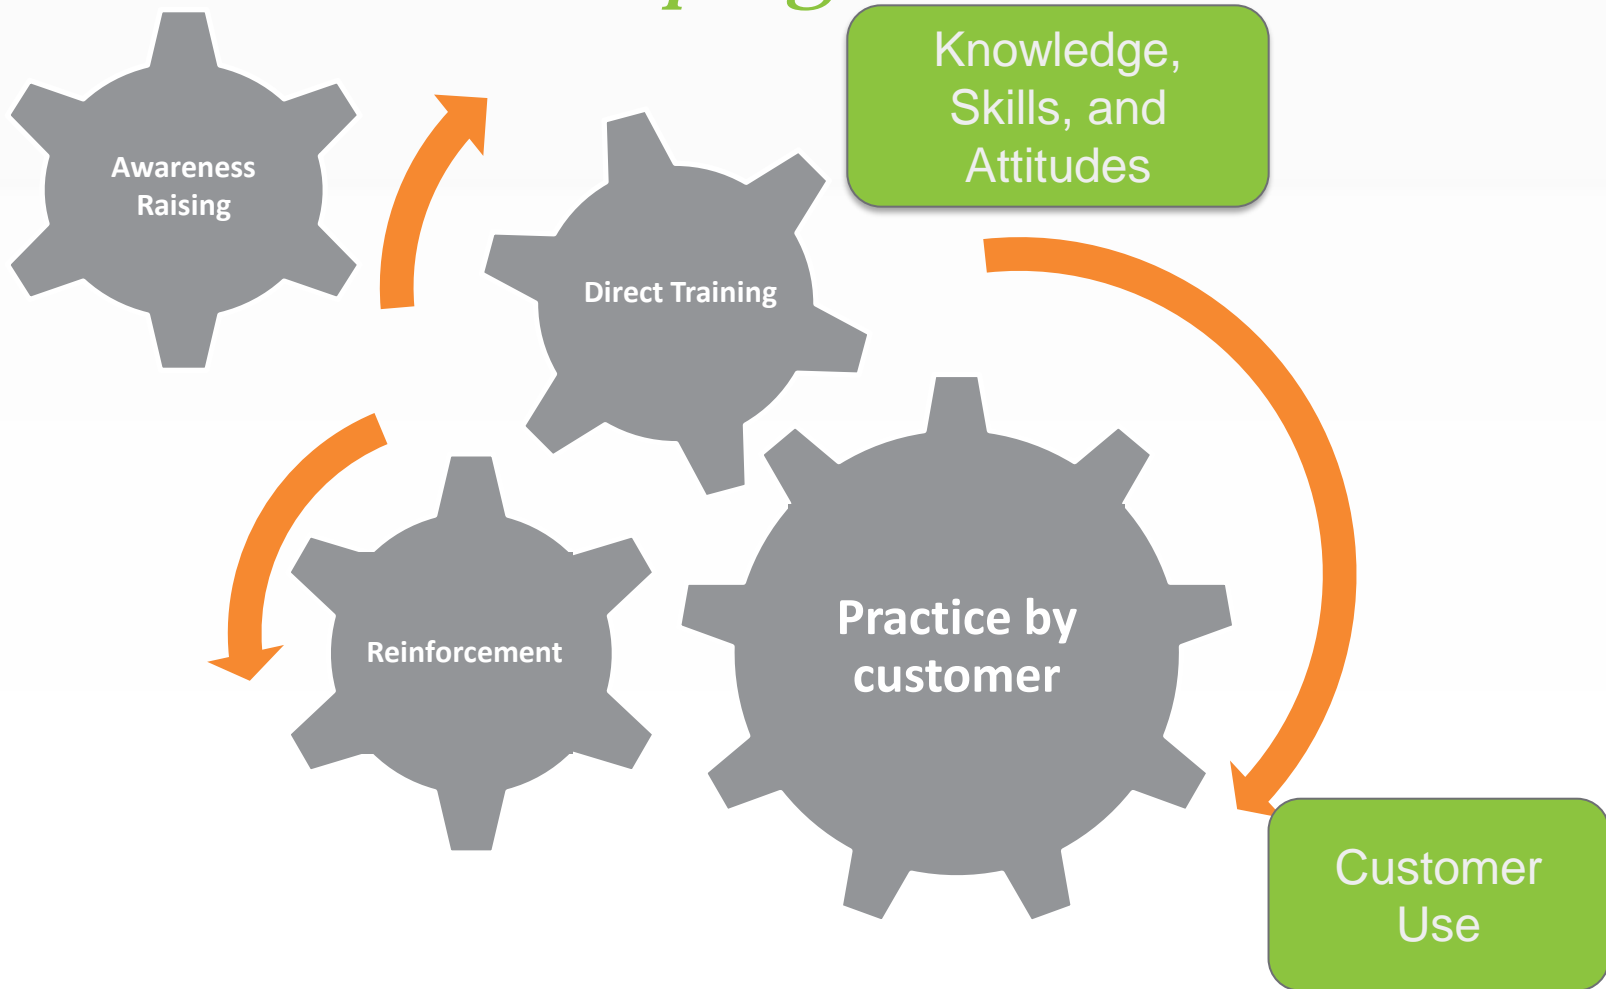 Knowledge,
Skills, and
Attitudes
Awareness
Raising
Direct Training
Reinforcement
Practice by
customer
Customer
Use